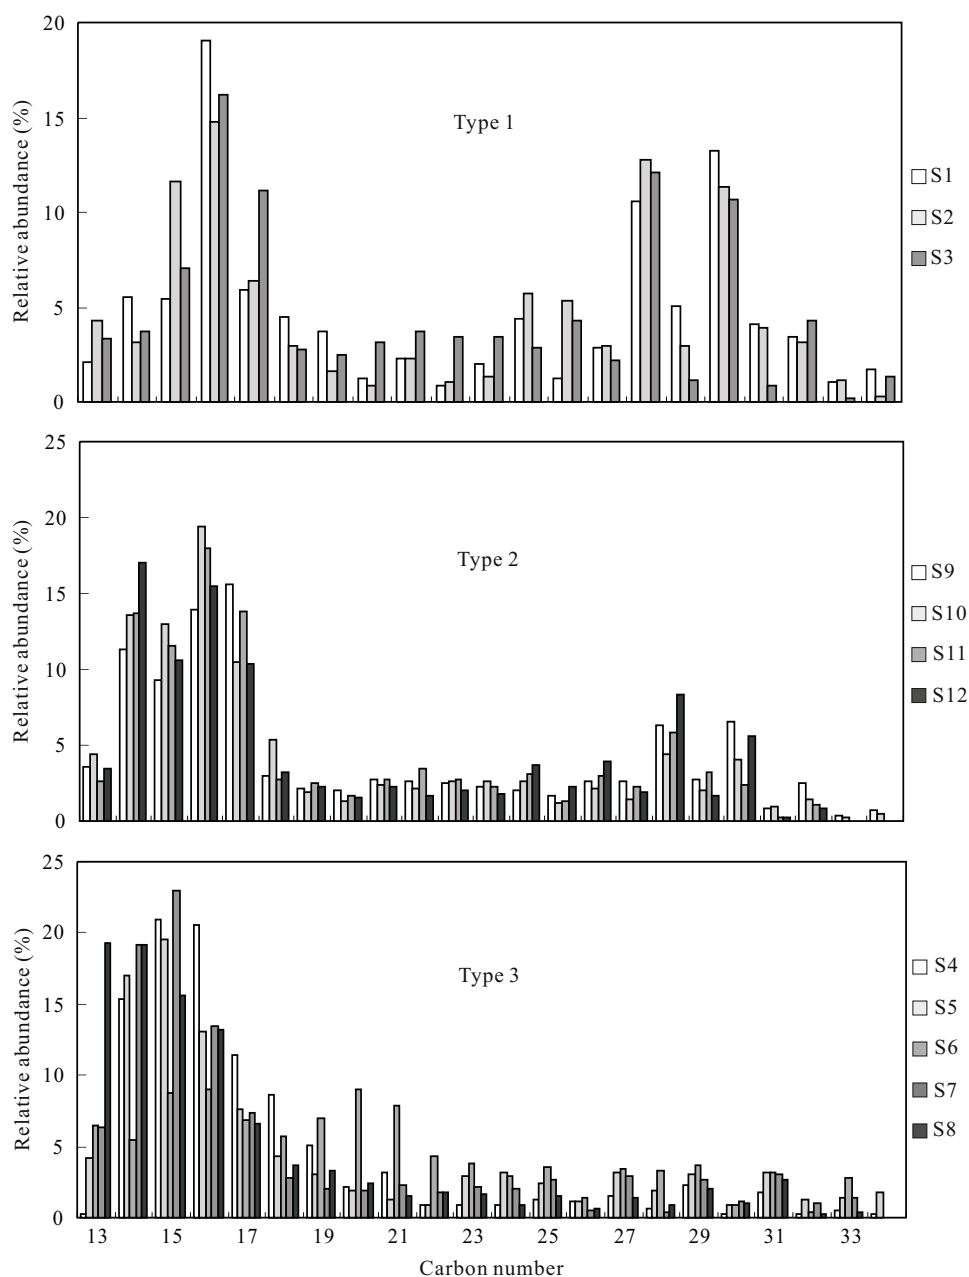 20
15
10
5
0
Relative abundance (%)
Type 1
S1
S2
S3
25
20
15
10
5
0
Relative abundance (%)
Type 2
S9
S10
S11
S12
25
20
15
10
5
0
Relative abundance (%)
Type 3
S4
S5
S6
S7
S8
13 15 17 19 21 23 25 27 29 31 33
Carbon number